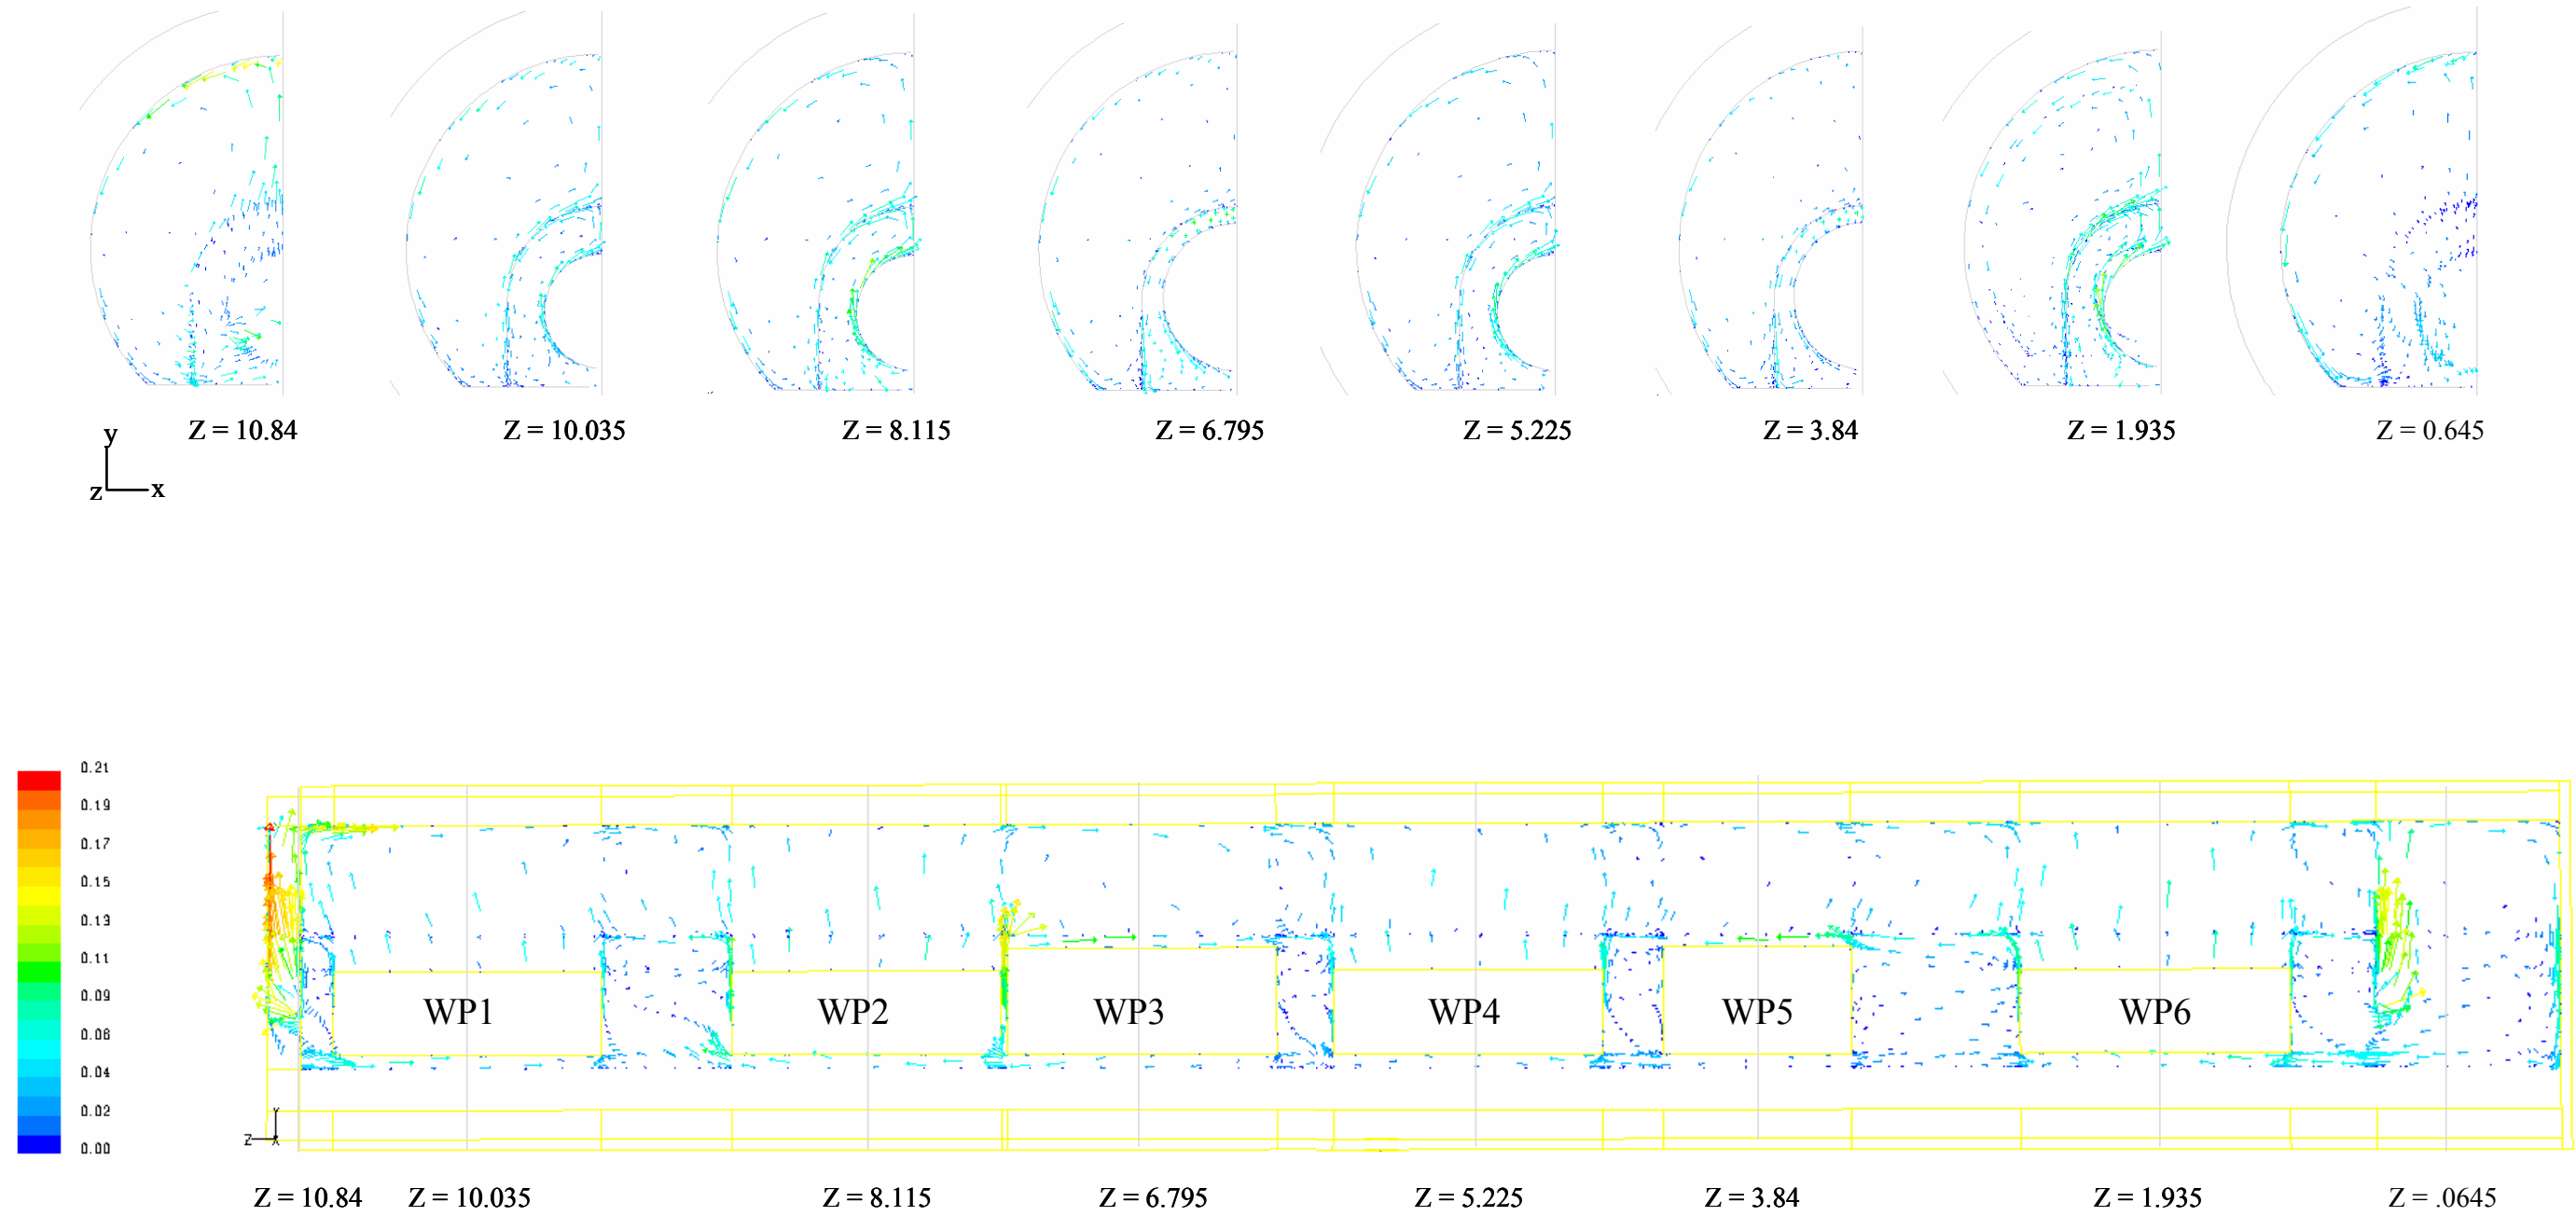 Z = 10.84 Z = 10.035 Z = 8.115 Z = 6.795 Z = 5.225 Z = 3.84 Z = 1.935 Z = 0.645
y
z x
0.21
0.19
0.17
0.15
0.13
0.11
0.09
0.08
0.06
0.04
0.02
0.00
WP1 WP2 WP3 WP4 WP5 WP6
Y
Z X
Z = 10.84 Z = 10.035 Z = 8.115 Z = 6.795 Z = 5.225 Z = 3.84 Z = 1.935 Z = .0645